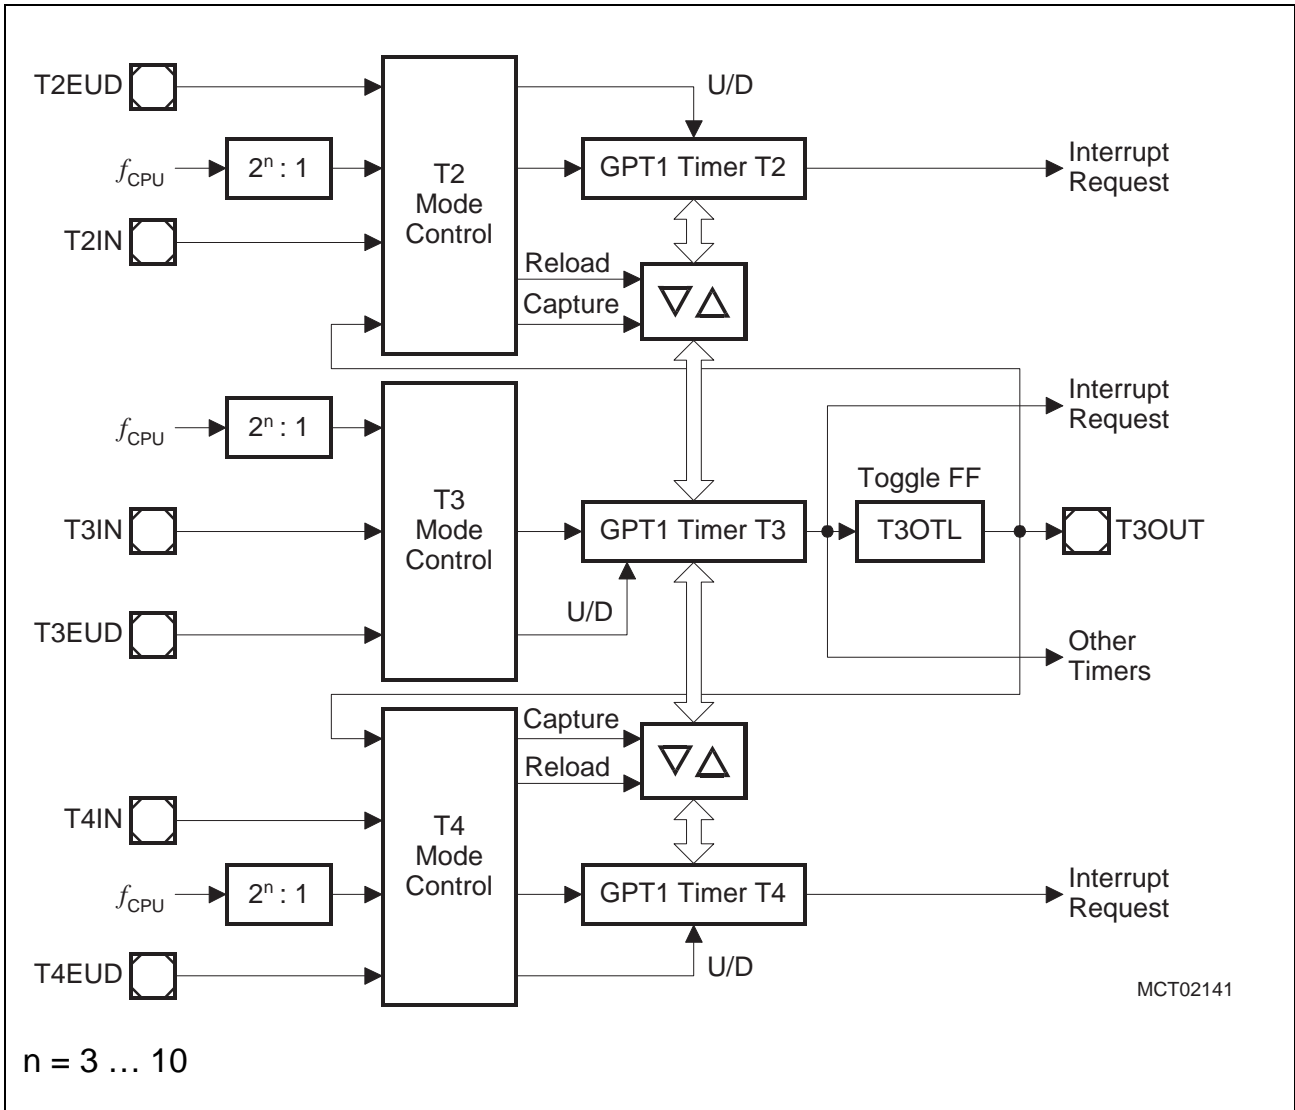 T2EUD
U/D
fCPU
2ⁿ : 1
T2
Mode
Control
GPT1 Timer T2
Interrupt
Request
T2IN
Reload
Capture
fCPU
2ⁿ : 1
Interrupt
Request
T3IN
T3
Mode
Control
GPT1 Timer T3
Toggle FF
T3OTL
T3OUT
T3EUD
U/D
Other
Timers
Capture
Reload
T4IN
T4
Mode
Control
fCPU
2ⁿ : 1
GPT1 Timer T4
Interrupt
Request
T4EUD
U/D
MCT02141
n = 3 … 10